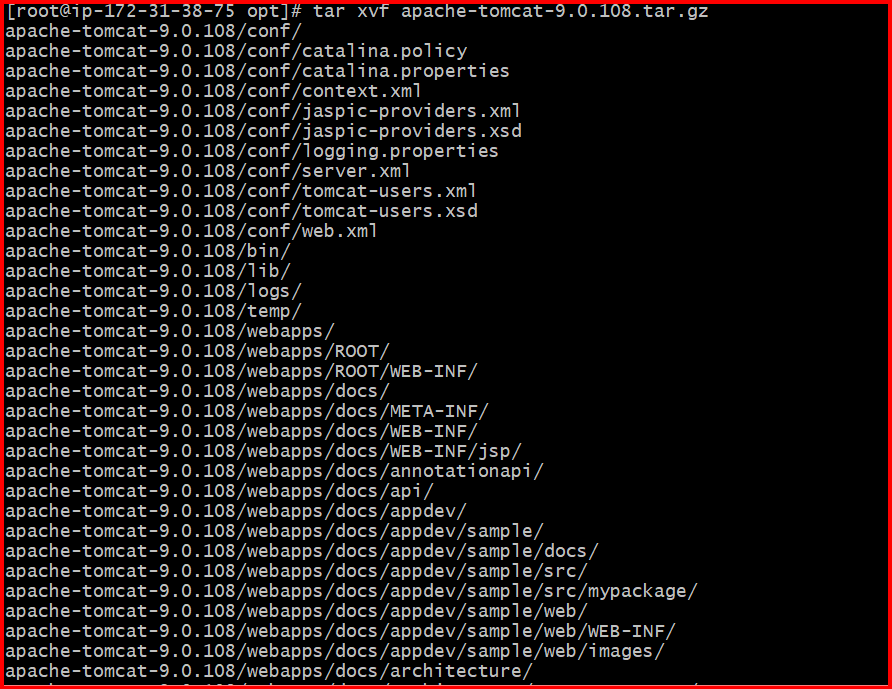 [root@ip-172-31-38-75 opt]# tar xvf apache-tomcat-9.0.108.tar.gz
apache-tomcat-9.0.108/conf/
apache-tomcat-9.0.108/conf/catalina.policy
apache-tomcat-9.0.108/conf/catalina.properties
apache-tomcat-9.0.108/conf/context.xml
apache-tomcat-9.0.108/conf/jaspic-providers.xml
apache-tomcat-9.0.108/conf/jaspic-providers.xsd
apache-tomcat-9.0.108/conf/logging.properties
apache-tomcat-9.0.108/conf/server.xml
apache-tomcat-9.0.108/conf/tomcat-users.xml
apache-tomcat-9.0.108/conf/tomcat-users.xsd
apache-tomcat-9.0.108/conf/web.xml
apache-tomcat-9.0.108/bin/
apache-tomcat-9.0.108/lib/
apache-tomcat-9.0.108/logs/
apache-tomcat-9.0.108/temp/
apache-tomcat-9.0.108/webapps/
apache-tomcat-9.0.108/webapps/ROOT/
apache-tomcat-9.0.108/webapps/ROOT/WEB-INF/
apache-tomcat-9.0.108/webapps/docs/
apache-tomcat-9.0.108/webapps/docs/META-INF/
apache-tomcat-9.0.108/webapps/docs/WEB-INF/
apache-tomcat-9.0.108/webapps/docs/WEB-INF/jsp/
apache-tomcat-9.0.108/webapps/docs/annotationapi/
apache-tomcat-9.0.108/webapps/docs/api/
apache-tomcat-9.0.108/webapps/docs/appdev/
apache-tomcat-9.0.108/webapps/docs/appdev/sample/
apache-tomcat-9.0.108/webapps/docs/appdev/sample/docs/
apache-tomcat-9.0.108/webapps/docs/appdev/sample/src/
apache-tomcat-9.0.108/webapps/docs/appdev/sample/src/mypackage/
apache-tomcat-9.0.108/webapps/docs/appdev/sample/web/
apache-tomcat-9.0.108/webapps/docs/appdev/sample/web/WEB-INF/
apache-tomcat-9.0.108/webapps/docs/appdev/sample/web/images/
apache-tomcat-9.0.108/webapps/docs/architecture/